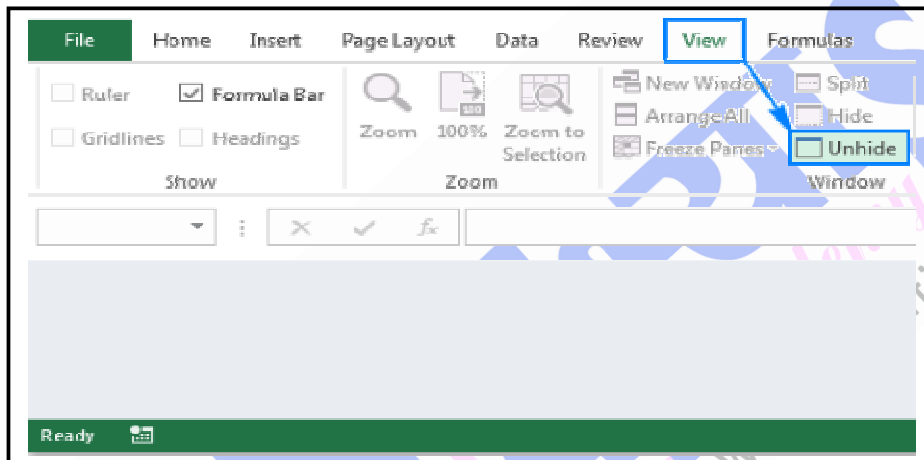 File Home Insert Page Layout Data Review View Formulas
Ruler Formula Bar
Gridlines Headings
Show
Zoom 100% Zoom to Selection
Zoom
New Window Split
Arrange All Hide
Freeze Panes Unhide
Window
fx
Ready